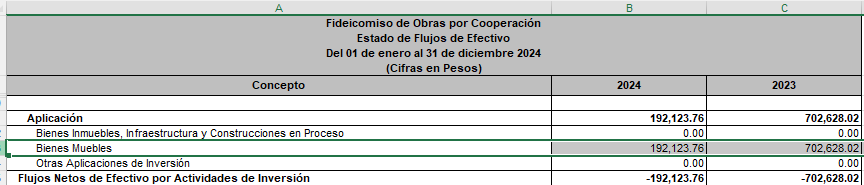 A B C
Fideicomiso de Obras por Cooperación
Estado de Flujos de Efectivo
Del 01 de enero al 31 de diciembre 2024
(Cifras en Pesos)
Concepto 2024 2023
Aplicación 192,123.76 702,628.02
Bienes Inmuebles, Infraestructura y Construcciones en Proceso 0.00 0.00
Bienes Muebles 192,123.76 702,628.02
Otras Aplicaciones de Inversión 0.00 0.00
Flujos Netos de Efectivo por Actividades de Inversión -192,123.76 -702,628.02